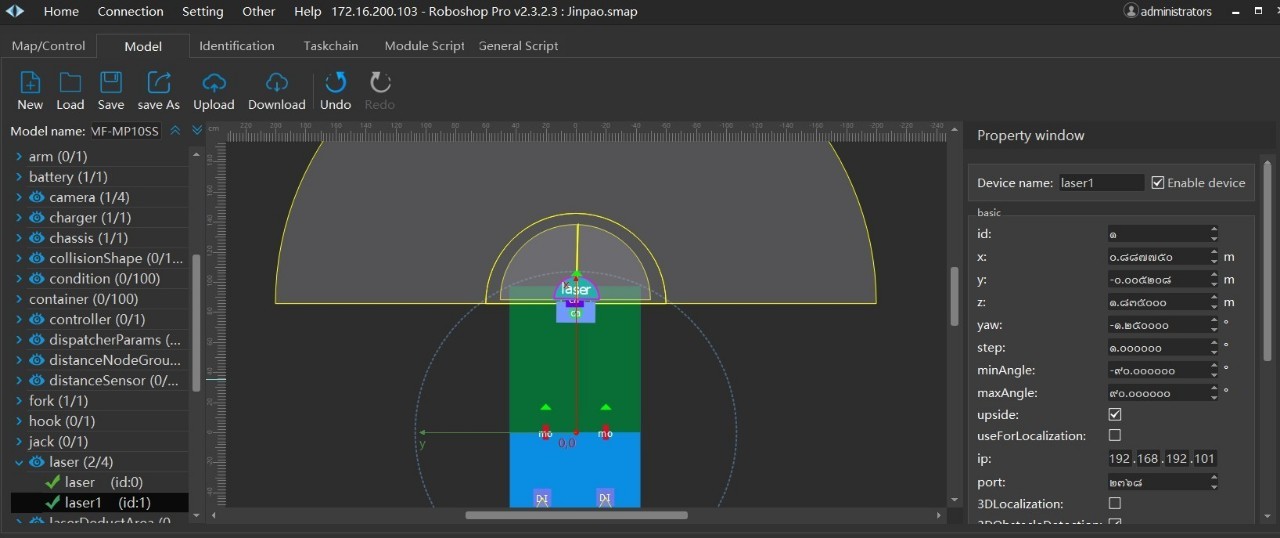 Home Connection Setting Other Help 172.16.200.103 - Roboshop Pro v2.3.2.3 : Jinpao.smap administrators
Map/Control Model Identification Taskchain Module Script General Script
New Load Save save As Upload Download Undo Redo
Model name: MF-MP10SS
arm (0/1)
battery (1/1)
camera (1/4)
charger (1/1)
chassis (1/1)
collisionShape (0/1...
condition (0/100)
container (0/100)
controller (0/1)
dispatcherParams (...
distanceNodeGrou...
distanceSensor (0/...
fork (1/1)
hook (0/1)
jack (0/1)
laser (2/4)
laser (id:0)
laser1 (id:1)
laserDeductArea (0
cm
laser
mo mo
0,0
y
DI DI
Property window
Device name: laser1 Enable device
basic
id: ๑
x: ๐.๘๘๗๗๕๐ m
y: -๐.๐๐๕๒๐๘ m
z: ๑.๘๓๕๐๐๐ m
yaw: -๑.๒๕๐๐๐๐ °
step: ๑.๐๐๐๐๐๐ °
minAngle: -๙๐.๐๐๐๐๐๐ °
maxAngle: ๙๐.๐๐๐๐๐๐ °
upside:
useForLocalization:
ip: 192 .168 .192 .101
port: ๒๓๖๘
3DLocalization:
3DObstacleDetection: